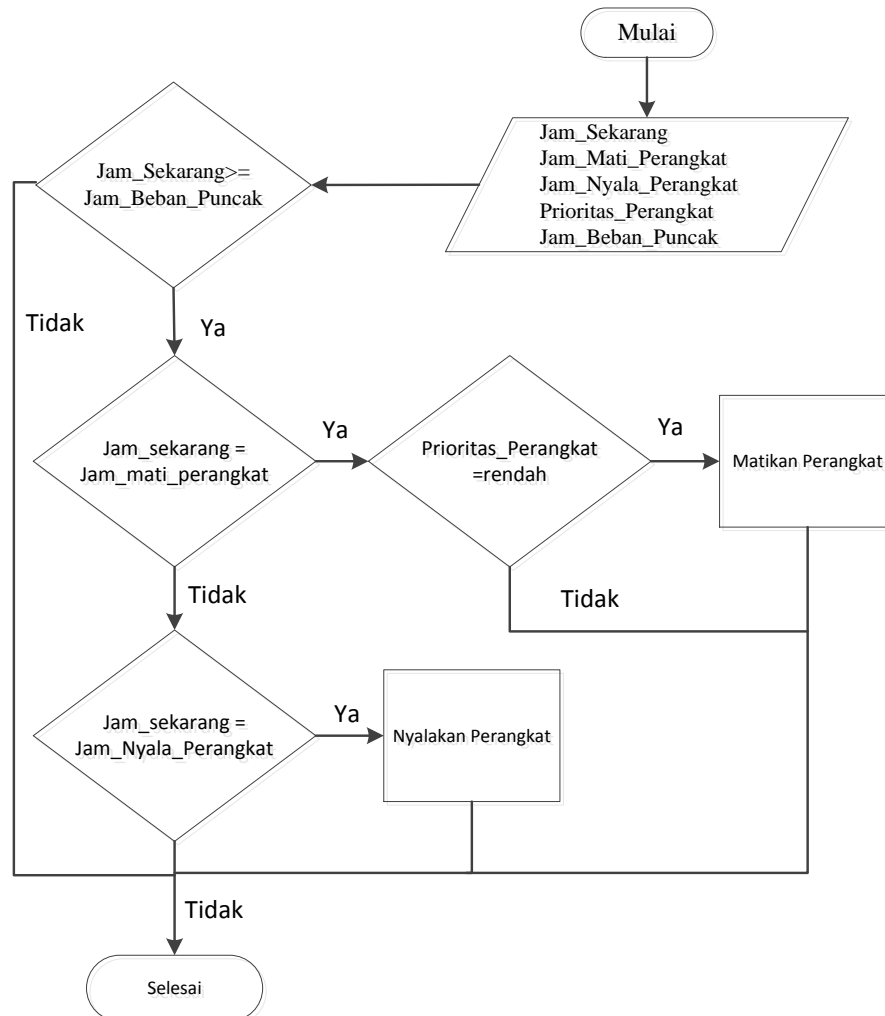 Mulai
Jam_Sekarang
Jam_Mati_Perangkat
Jam_Nyala_Perangkat
Prioritas_Perangkat
Jam_Beban_Puncak
Jam_Sekarang>=
Jam_Beban_Puncak
Tidak
Ya
Jam_sekarang =
Jam_mati_perangkat
Ya
Prioritas_Perangkat
=rendah
Ya
Matikan Perangkat
Tidak
Tidak
Jam_sekarang =
Jam_Nyala_Perangkat
Ya
Nyalakan Perangkat
Tidak
Selesai